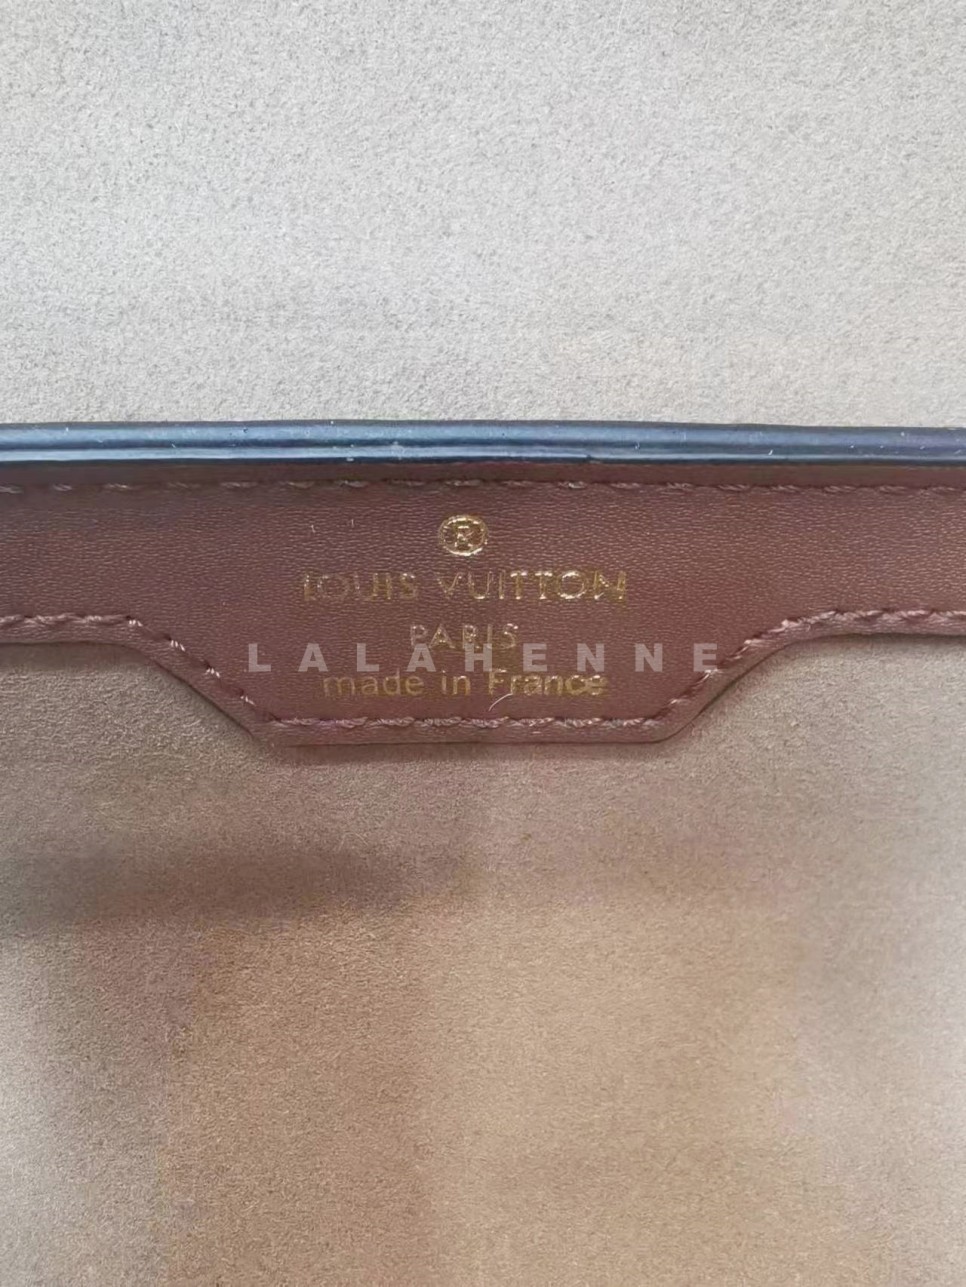 ®
LOUIS VUITTON
PARIS
LALAHENNE
made in France